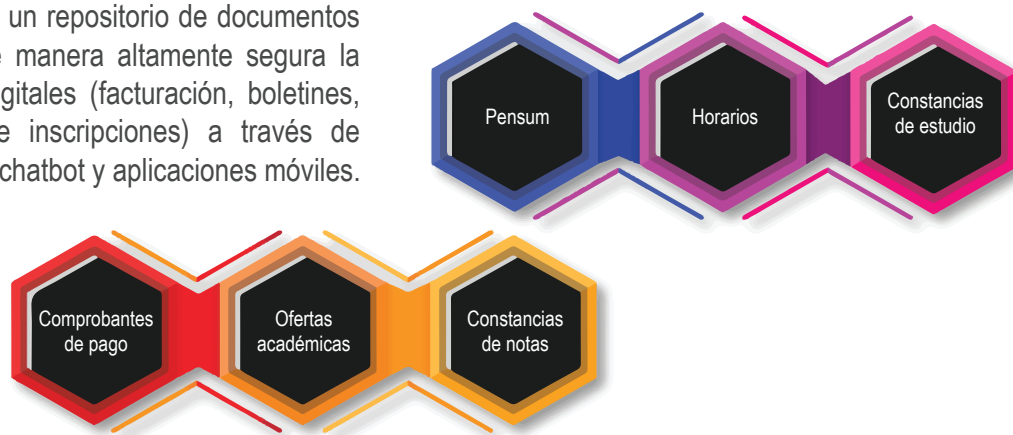 un repositorio de documentos
manera altamente segura la
(facturación, boletines,
inscripciones) a través de
chatbot y aplicaciones móviles.
Pensum
Horarios
Constancias
de estudio
Comprobantes
de pago
Ofertas
académicas
Constancias
de notas